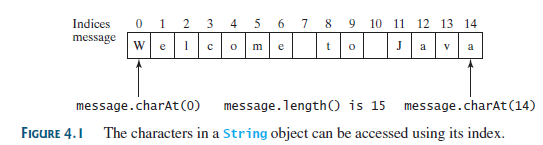 Indices 0 1 2 3 4 5 6 7 8 9 10 11 12 13 14
message W e l c o m e t o J a v a
message.charAt(0) message.length() is 15 message.charAt(14)
FIGURE 4.1 The characters in a String object can be accessed using its index.